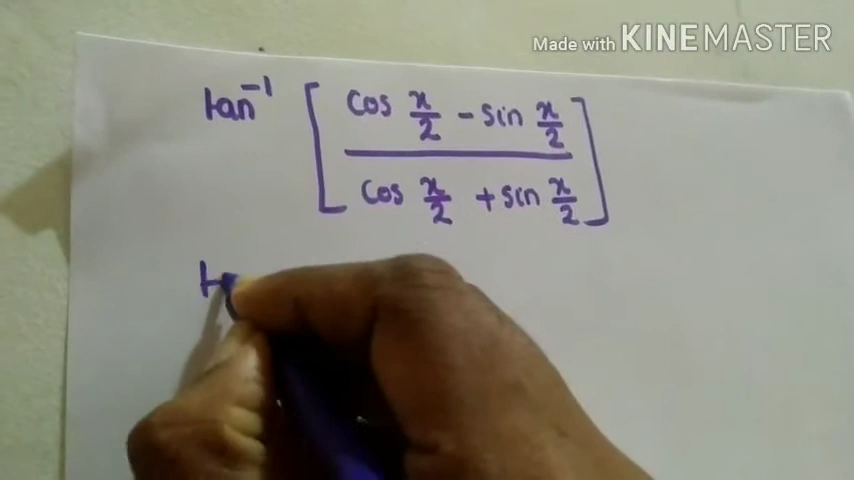 Made with KINEMASTER
tan⁻¹ [ (cos x/2 - sin x/2) / (cos x/2 + sin x/2) ]